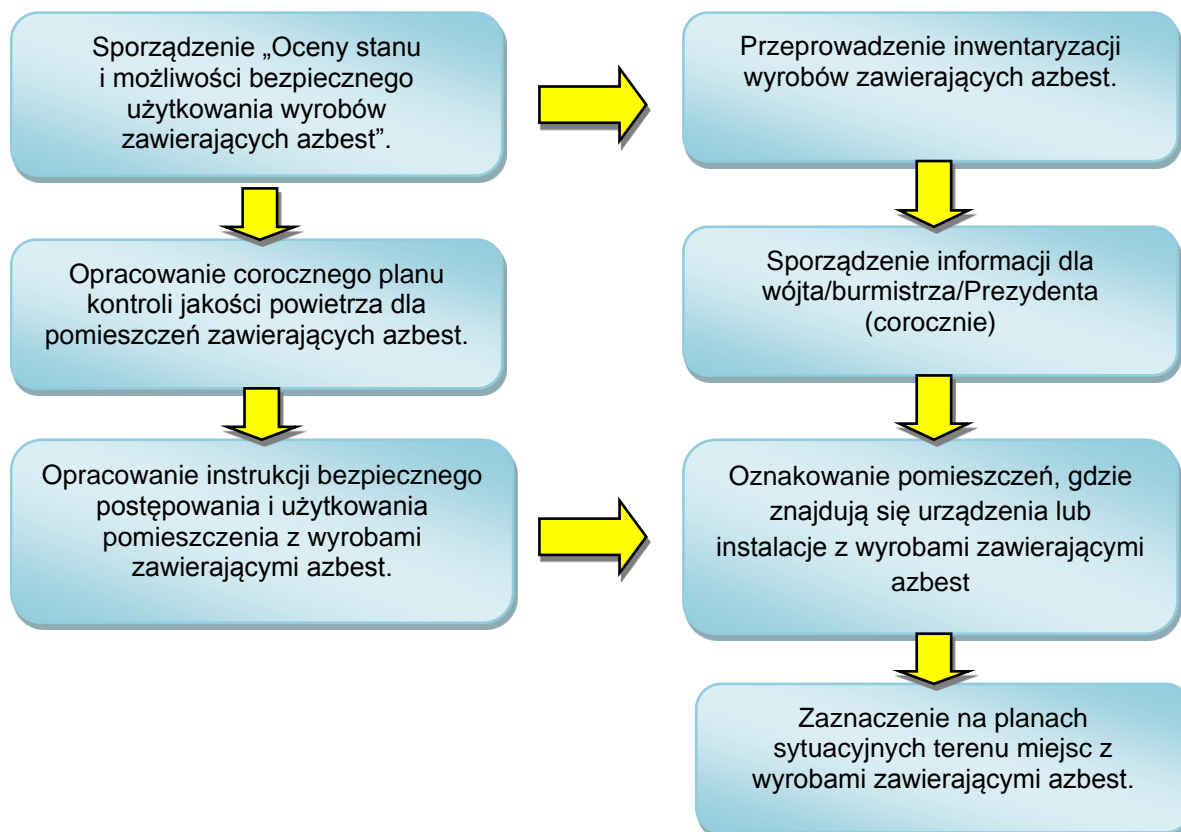 Sporządzenie „Oceny stanu
i możliwości bezpiecznego
użytkowania wyrobów
zawierających azbest”.
Przeprowadzenie inwentaryzacji
wyrobów zawierających azbest.
Opracowanie corocznego planu
kontroli jakości powietrza dla
pomieszczeń zawierających azbest.
Sporządzenie informacji dla
wójta/burmistrza/Prezydenta
(corocznie)
Opracowanie instrukcji bezpiecznego
postępowania i użytkowania
pomieszczenia z wyrobami
zawierającymi azbest.
Oznakowanie pomieszczeń, gdzie
znajdują się urządzenia lub
instalacje z wyrobami zawierającymi
azbest
Zaznaczenie na planach
sytuacyjnych terenu miejsc z
wyrobami zawierającymi azbest.